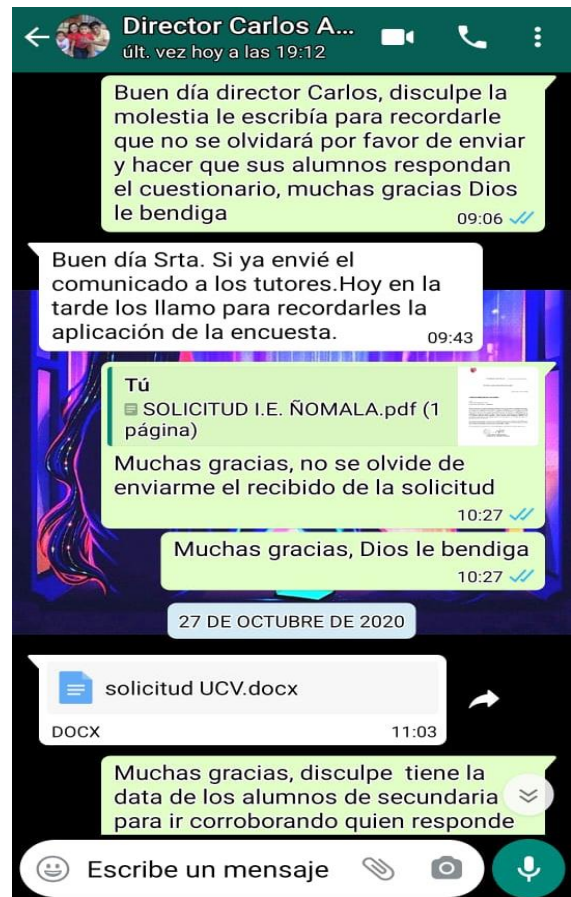 Director Carlos A...
últ. vez hoy a las 19:12
Buen día director Carlos, disculpe la
molestia le escribía para recordarle
que no se olvidará por favor de enviar
y hacer que sus alumnos respondan
el cuestionario, muchas gracias Dios
le bendiga
09:06
Buen día Srta. Si ya envié el
comunicado a los tutores.Hoy en la
tarde los llamo para recordarles la
aplicación de la encuesta.
09:43
Tú
SOLICITUD I.E. ÑOMALA.pdf (1
página)
Muchas gracias, no se olvide de
enviarme el recibido de la solicitud
10:27
Muchas gracias, Dios le bendiga
10:27
27 DE OCTUBRE DE 2020
solicitud UCV.docx
DOCX 11:03
Muchas gracias, disculpe tiene la
data de los alumnos de secundaria
para ir corroborando quien responde
Escribe un mensaje